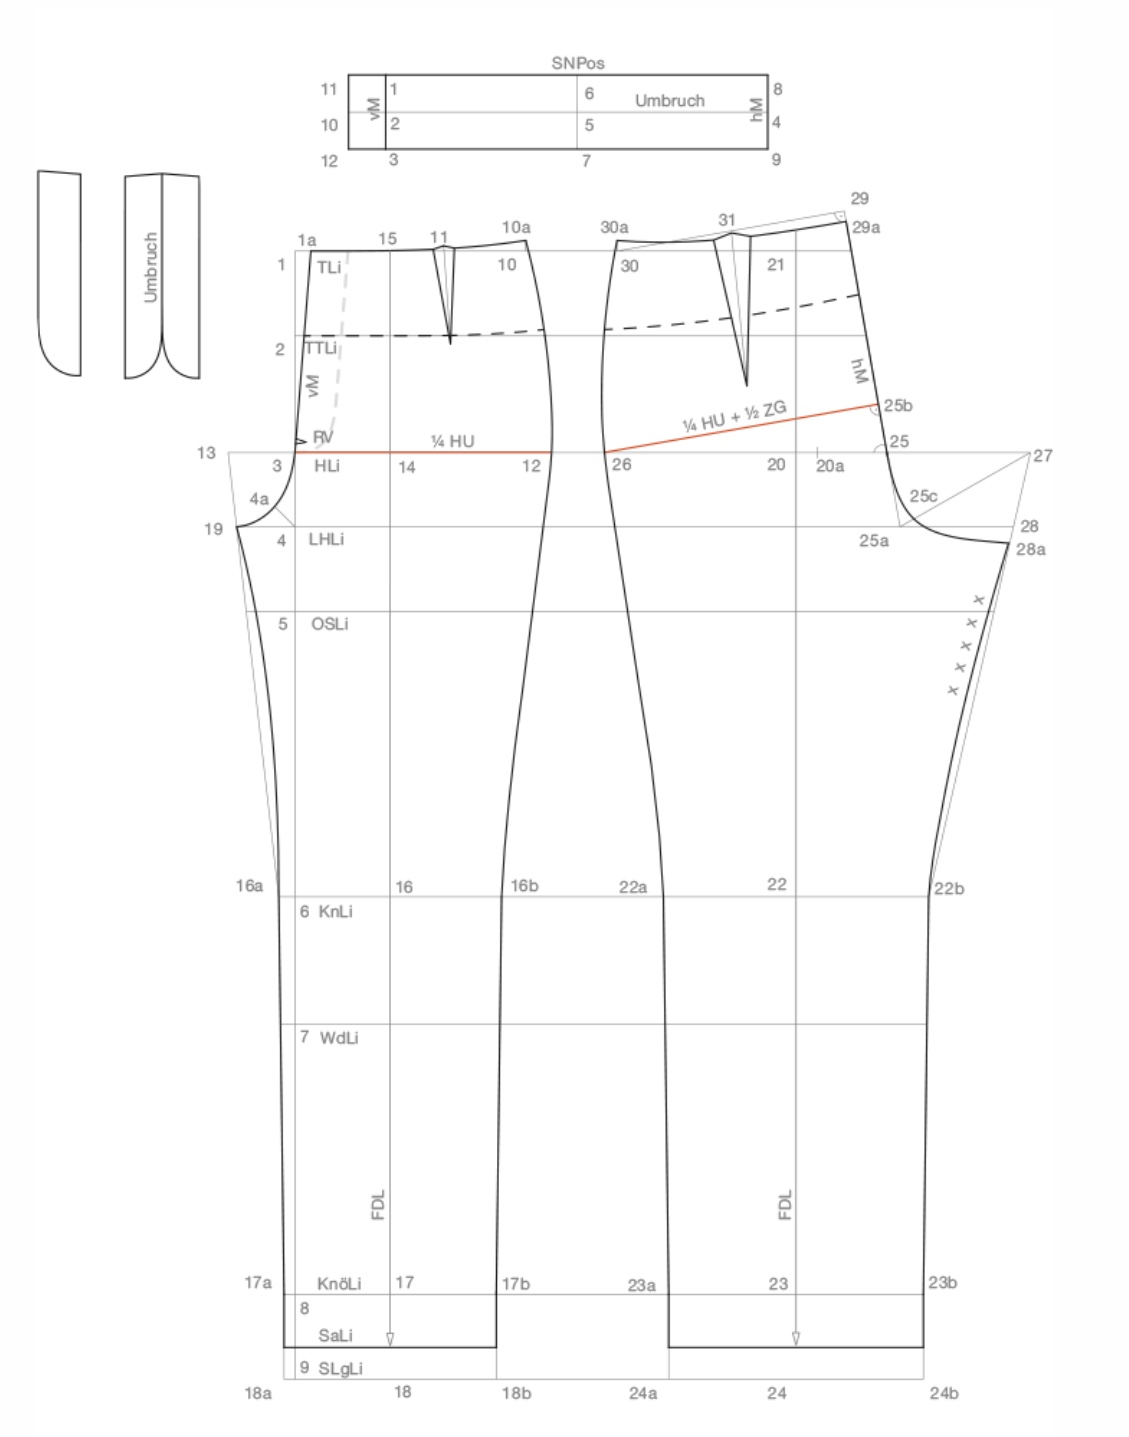 SNPos
11 vM 1 6 Umbruch hM 8
10 2 5 4
12 3 7 9
Umbruch
29
1a 15 11 10a 30a 31 29a
1 TLi 10 30 21
2 TTLi
vM hM
¼ HU + ½ ZG 25b
RV ¼ HU 25
13 3 HLi 14 12 26 20 20a 27
4a 25c
19 4 LHLi 25a 28
28a
5 OSLi
x
x
x
x
x
16a 16 16b 22a 22 22b
6 KnLi
7 WdLi
FDL FDL
17a KnöLi 17 17b 23a 23 23b
8
SaLi
9 SLgLi
18a 18 18b 24a 24 24b